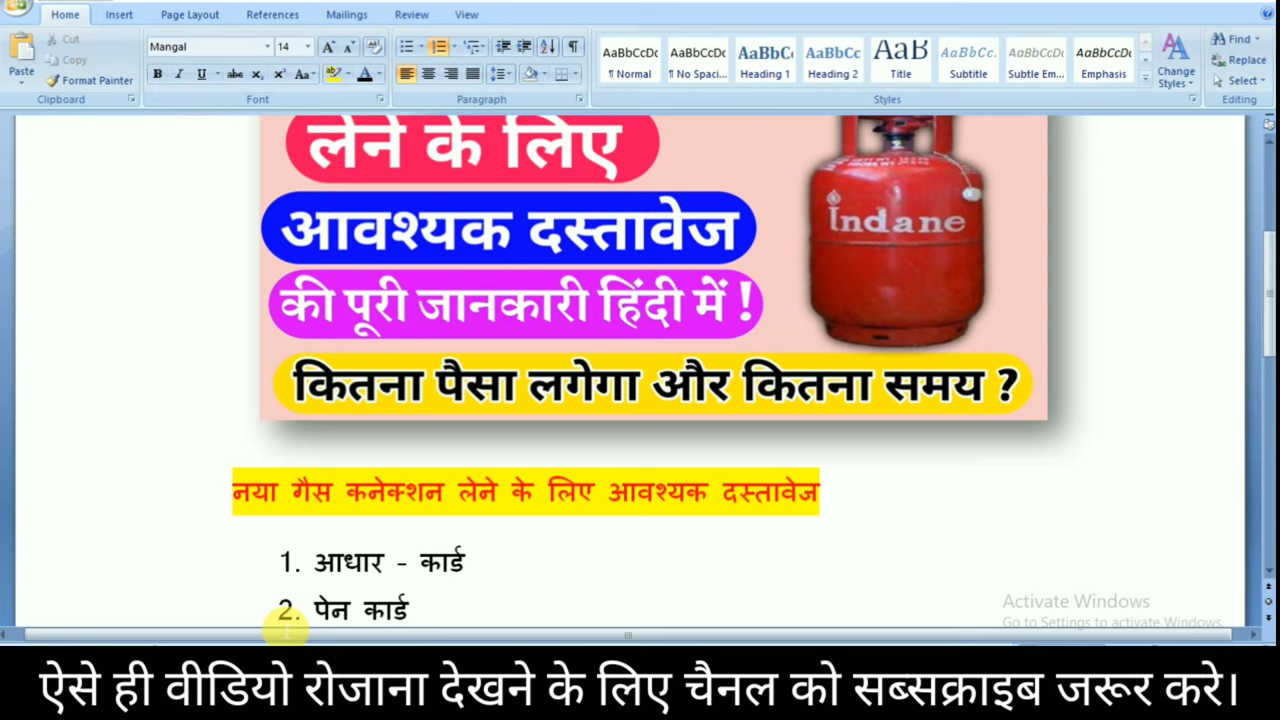 Home Insert Page Layout References Mailings Review View
Cut
Copy
Paste
Format Painter
Clipboard
Mangal 14
Font
Paragraph
AaBbCcDc AaBbCcDc AaBbC AaBbCc AaB AaBbCc. AaBbCcDc AaBbCcDc
¶ Normal ¶ No Spaci... Heading 1 Heading 2 Title Subtitle Subtle Em... Emphasis
Change Styles
Styles
Find
Replace
Select
Editing
लेने के लिए
आवश्यक दस्तावेज
की पूरी जानकारी हिंदी में !
कितना पैसा लगेगा और कितना समय ?
Indane
नया गैस कनेक्शन लेने के लिए आवश्यक दस्तावेज
1. आधार - कार्ड
2. पेन कार्ड
Activate Windows
Go to Settings to activate Windows.
ऐसे ही वीडियो रोजाना देखने के लिए चैनल को सब्सक्राइब जरूर करे।